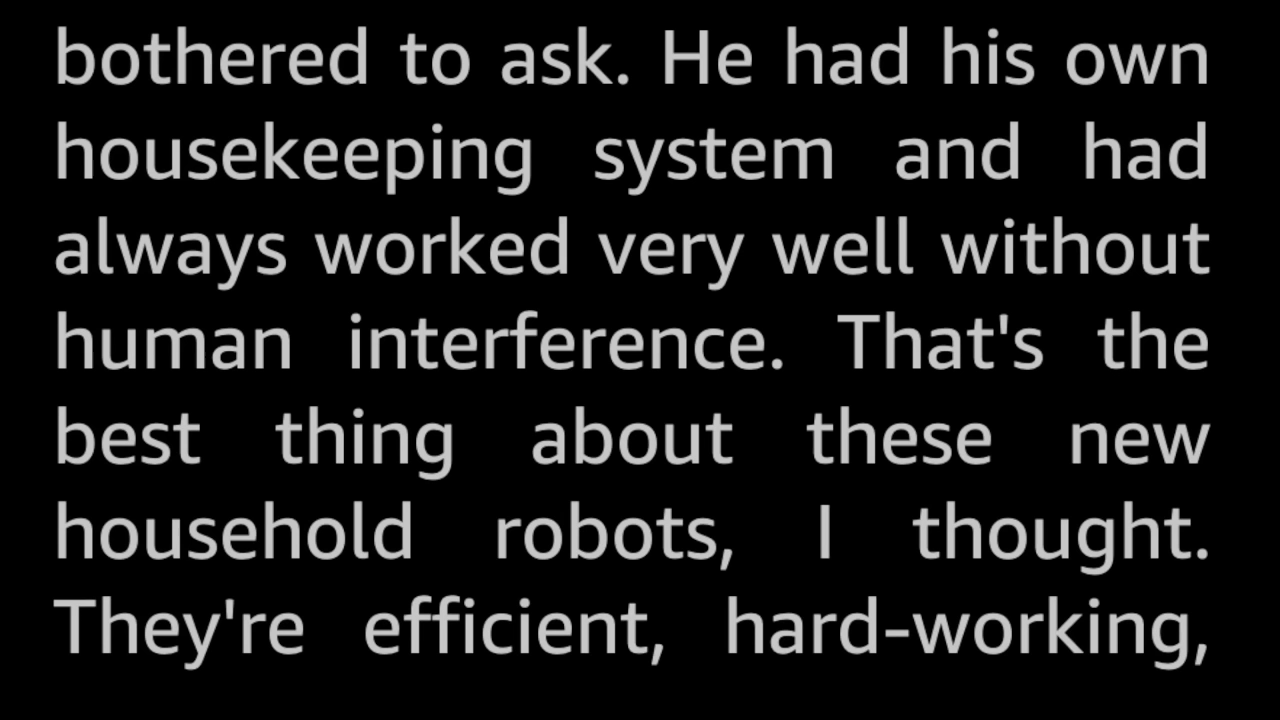 bothered to ask. He had his own
housekeeping system and had
always worked very well without
human interference. That's the
best thing about these new
household robots, I thought.
They're efficient, hard-working,